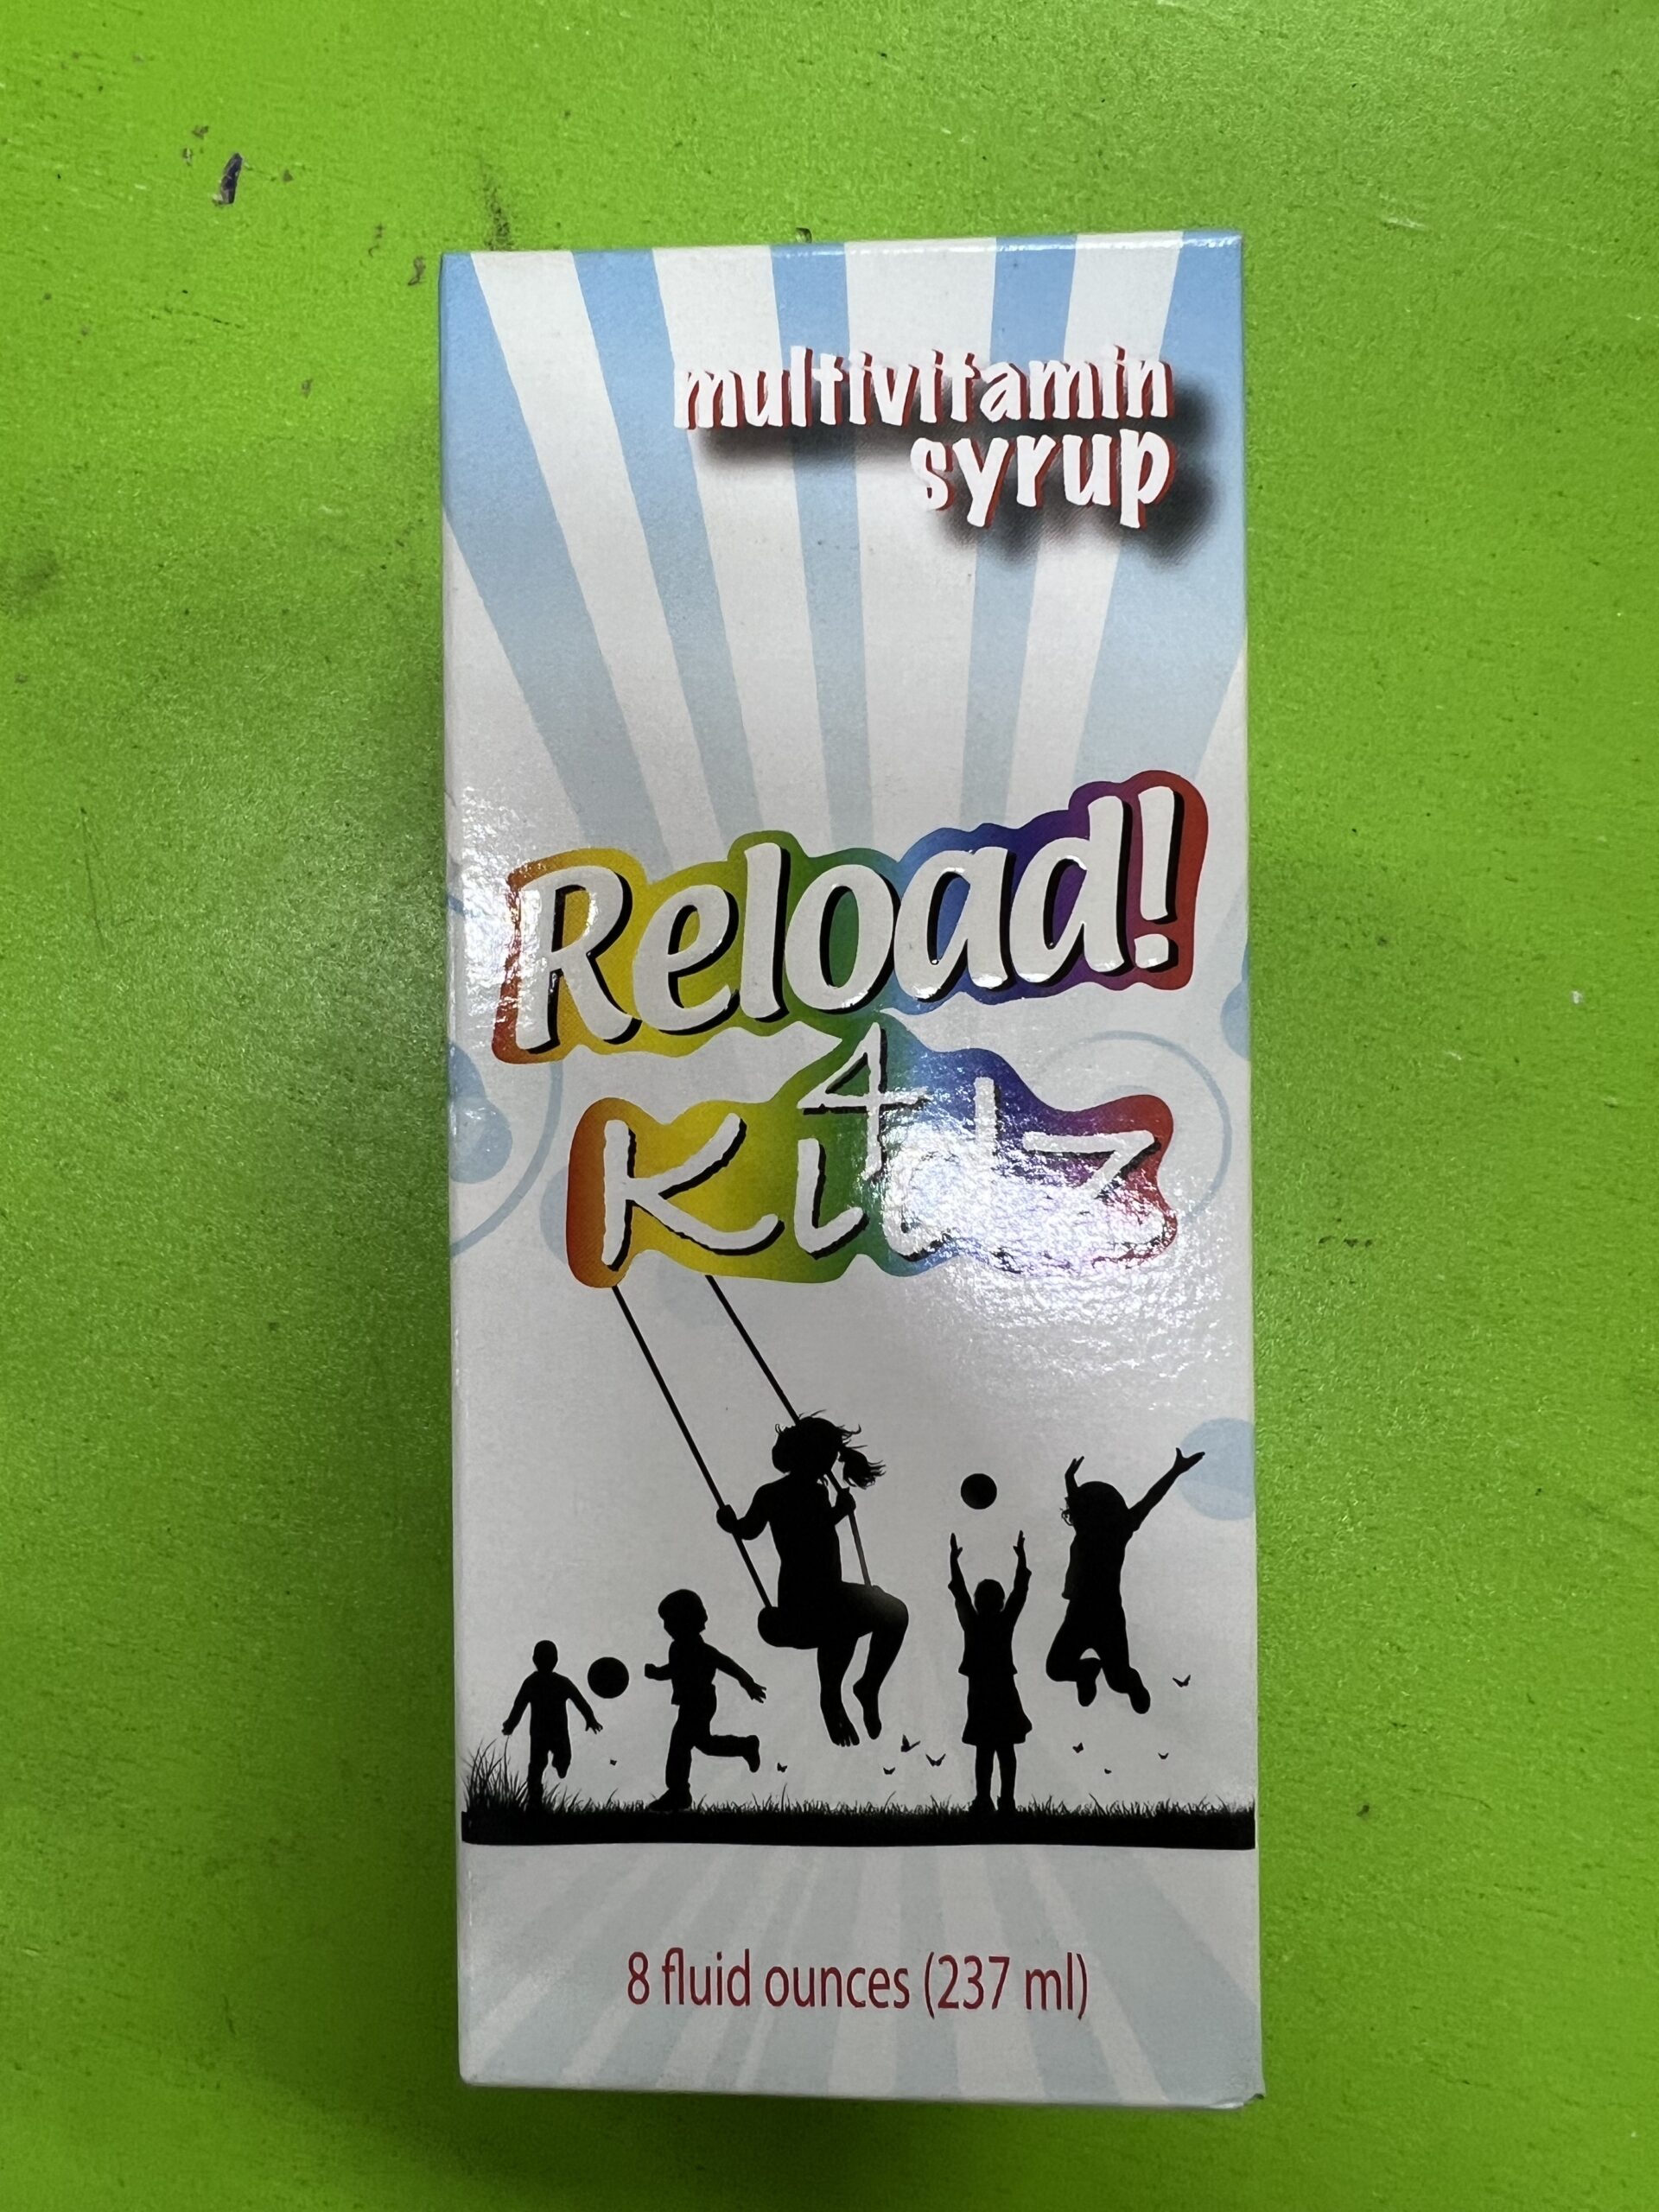 multivitamin
syrup
Reload!
4
Kidz
8 fluid ounces (237 ml)